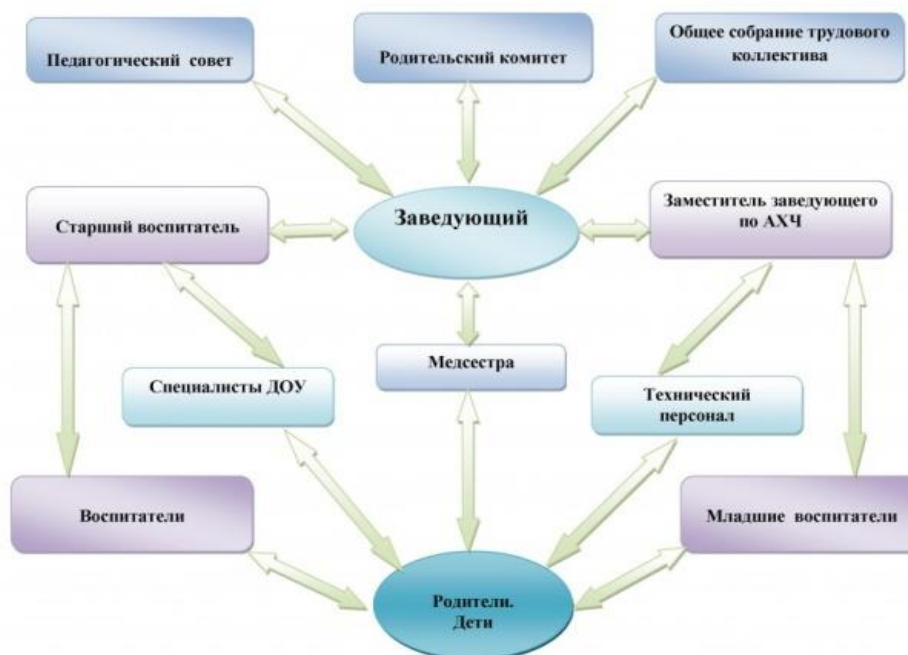 Педагогический совет
Родительский комитет
Общее собрание трудового
коллектива
Заведующий
Старший воспитатель
Заместитель заведующего
по АХЧ
Специалисты ДОУ
Медсестра
Технический
персонал
Воспитатели
Младшие воспитатели
Родители.
Дети